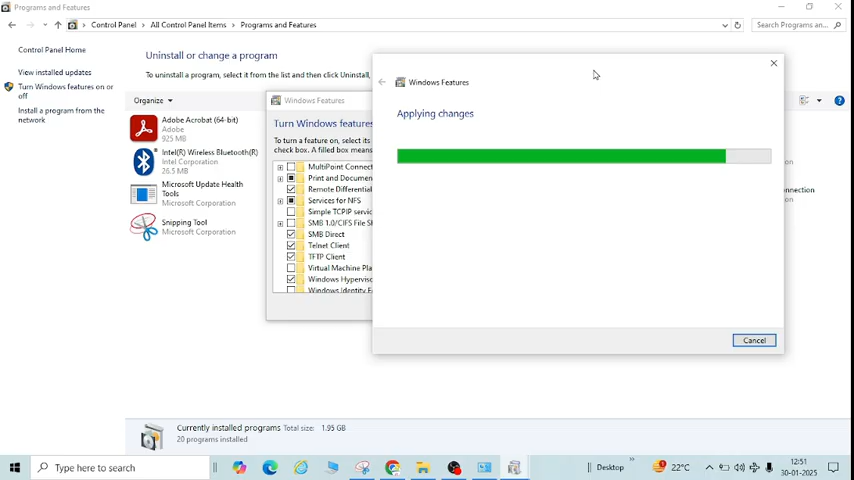 Programs and Features
Control Panel > All Control Panel Items > Programs and Features
Search Programs an...
Control Panel Home
View installed updates
Turn Windows features on or
off
Install a program from the
network
Uninstall or change a program
To uninstall a program, select it from the list and then click Uninstall,
Organize
Adobe Acrobat (64-bit)
Adobe
925 MB
Intel(R) Wireless Bluetooth(R)
Intel Corporation
26.5 MB
Microsoft Update Health
Tools
Microsoft Corporation
Snipping Tool
Microsoft Corporation
Windows Features
Turn Windows features
To turn a feature on, select its
check box. A filled box means
MultiPoint Connect
Print and Documen
Remote Differential
Services for NFS
Simple TCPIP servic
SMB 1.0/CIFS File Sh
SMB Direct
Telnet Client
TFTP Client
Virtual Machine Pla
Windows Hyperviso
Windows Identity F
Windows Features
Applying changes
Cancel
onnection
Currently installed programs Total size: 1.95 GB
20 programs installed
Type here to search
Desktop
22°C
12:51
30-01-2025